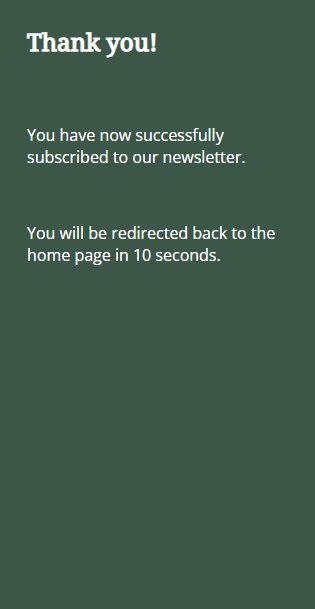 Thank you!
You have now successfully
subscribed to our newsletter.
You will be redirected back to the
home page in 10 seconds.